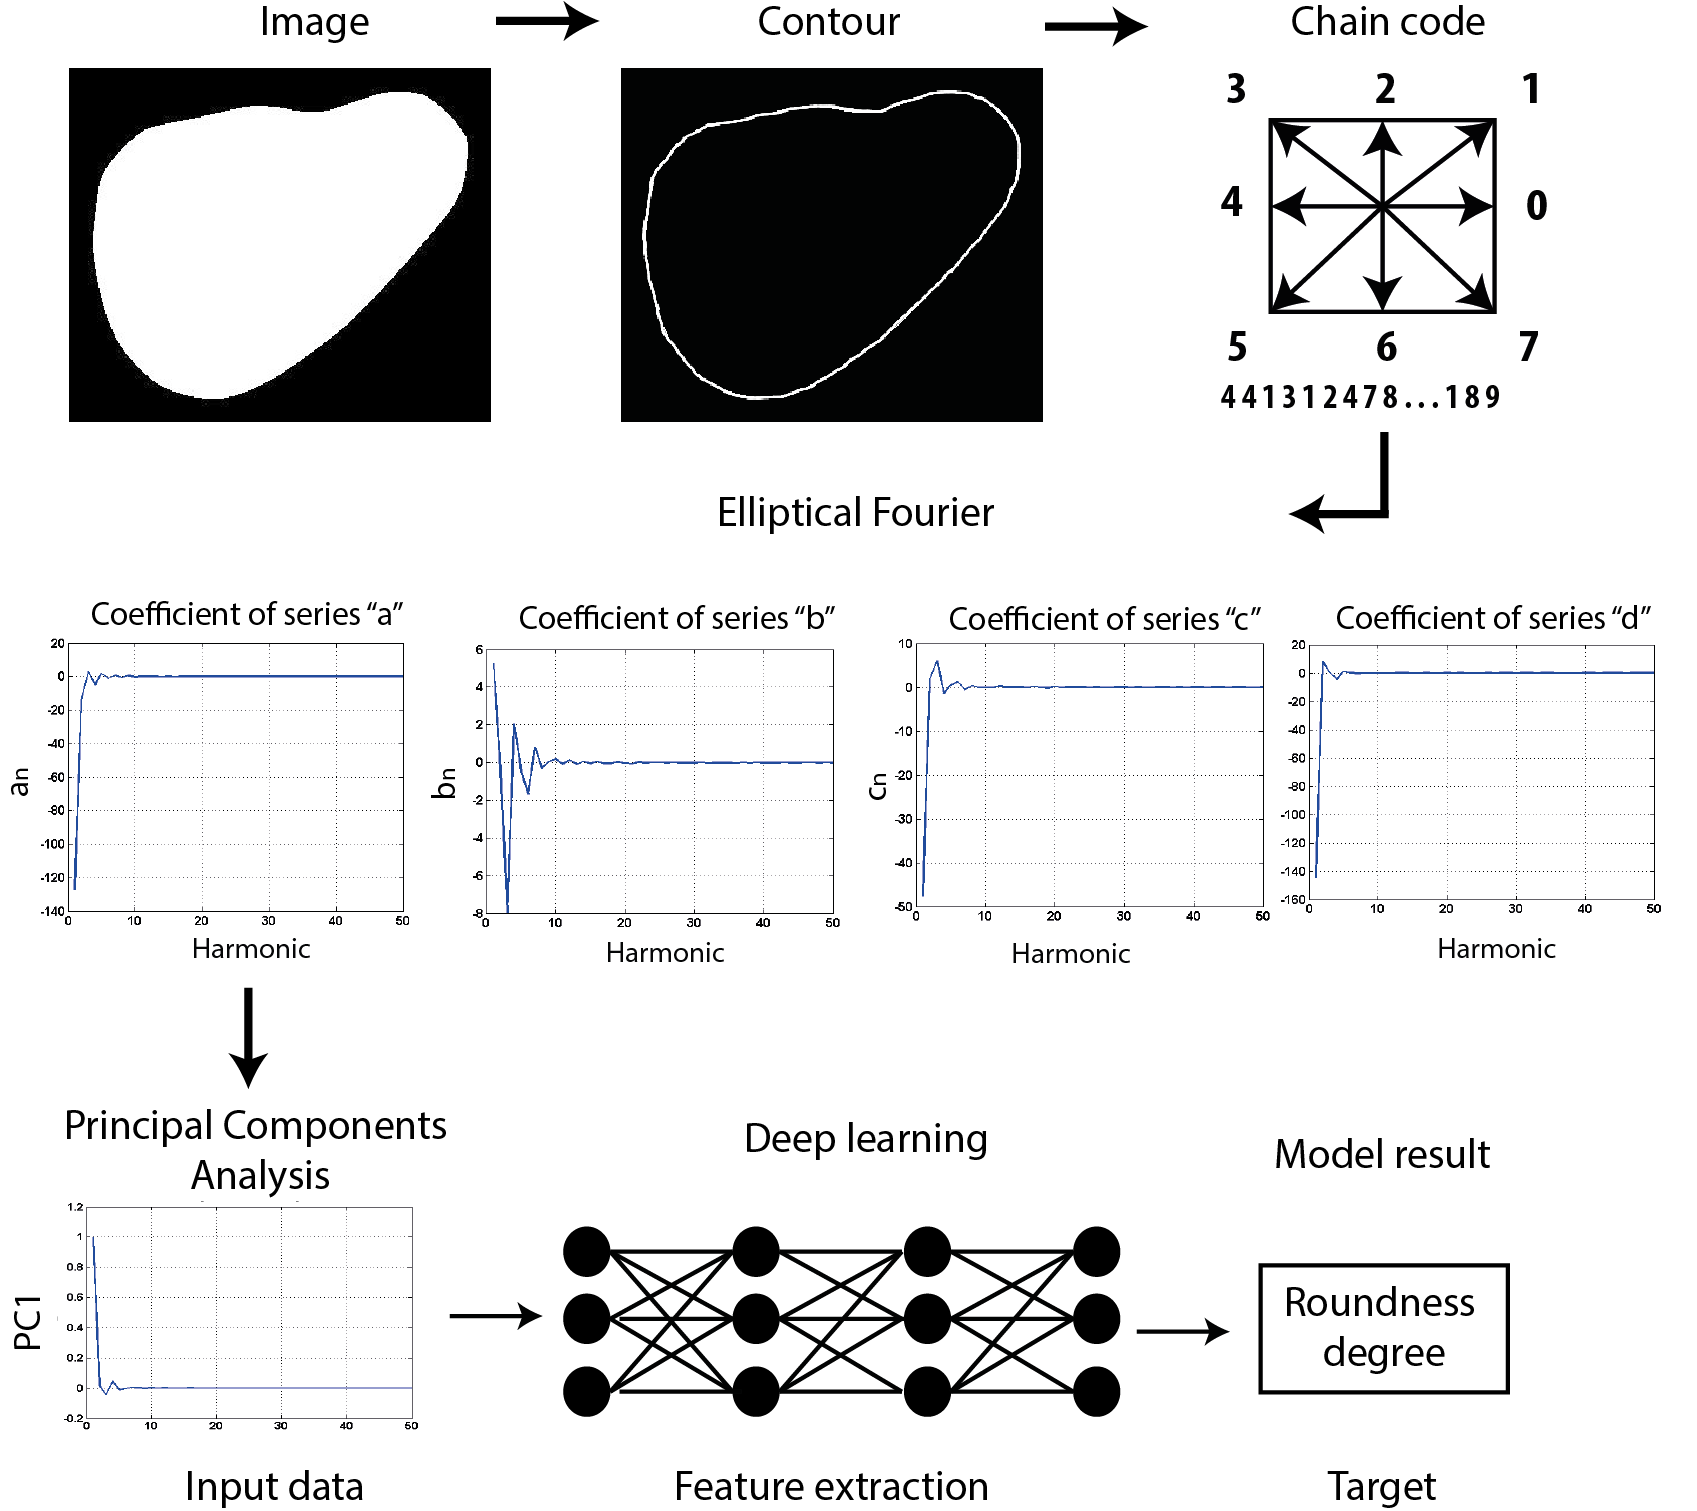 Image
Contour
Chain code
3 2 1
4 0
5 6 7
441312478...189
Elliptical Fourier
Coefficient of series “a”
20
0
-20
-40
-60
-80
-100
-120
-140
0 10 20 30 40 50
an
Harmonic
Coefficient of series “b”
6
4
2
0
-2
-4
-6
-8
0 10 20 30 40 50
bn
Harmonic
Coefficient of series “c”
10
0
-10
-20
-30
-40
-50
0 10 20 30 40 50
cn
Harmonic
Coefficient of series “d”
20
0
-20
-40
-60
-80
-100
-120
-140
-160
0 10 20 30 40 50
Harmonic
Principal Components
Analysis
1.2
1
0.8
0.6
0.4
0.2
0
-0.2
0 10 20 30 40 50
PC1
Input data
Deep learning
Feature extraction
Model result
Roundness
degree
Target